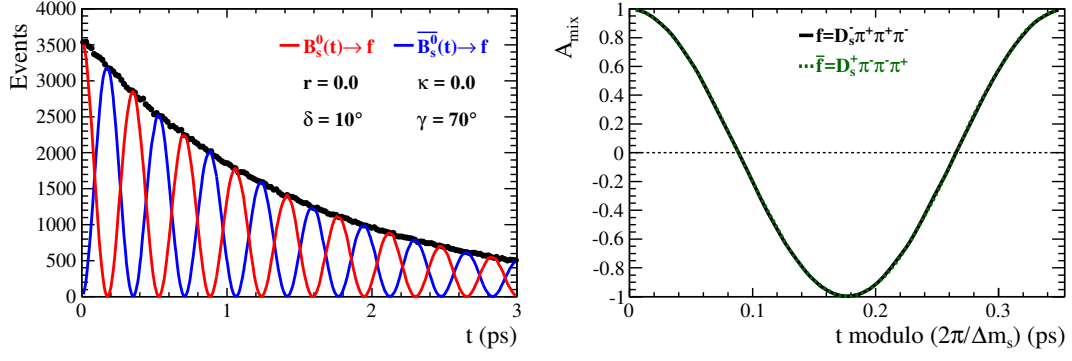 Events
4000
3500
3000
2500
2000
1500
1000
500
0
0 1 2 3
t (ps)
B⁰ₛ(t)→ f B̅⁰ₛ(t)→ f
r = 0.0 κ = 0.0
δ = 10° γ = 70°
A_mix
1
0.8
0.6
0.4
0.2
0
-0.2
-0.4
-0.6
-0.8
-1
0 0.1 0.2 0.3
t modulo (2π/Δmₛ) (ps)
f=D⁻ₛπ⁺π⁺π⁻
f̅=D⁺ₛπ⁻π⁻π⁺